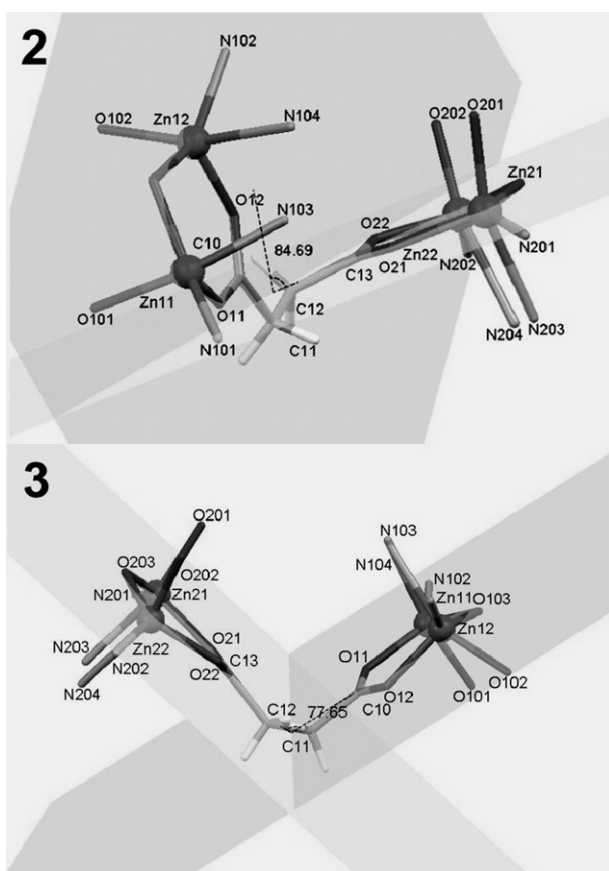 2
N102
O102
Zn12
N104
O202
O201
Zn21
O12
N103
C10
O22
84.69
N201
Zn22
O21
N202
C13
Zn11
O11
C12
O101
N101
C11
N204
N203
3
O201
N103
O203
N104
O202
N102
N201
Zn21
Zn11
O103
Zn22
Zn12
N203
O21
N202
C13
O11
O22
N204
O12
O102
O101
C10
C12
77.65
C11